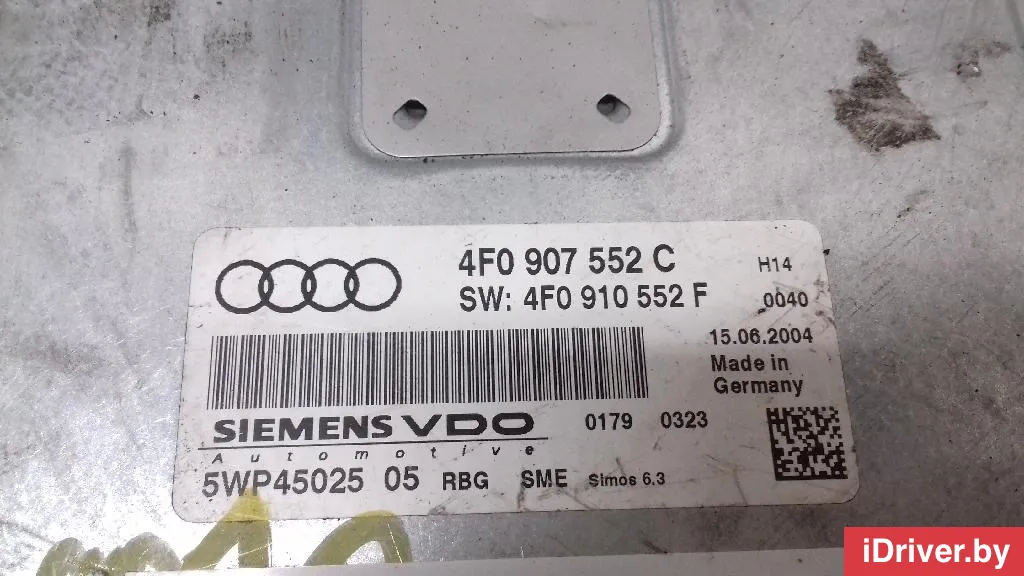 4F0 907 552 C
H14
SW: 4F0 910 552 F
0040
15.06.2004
Made in
Germany
SIEMENS VDO
0179 0323
Automotive
5WP45025 05 RBG SME Simos 6.3
iDriver.by